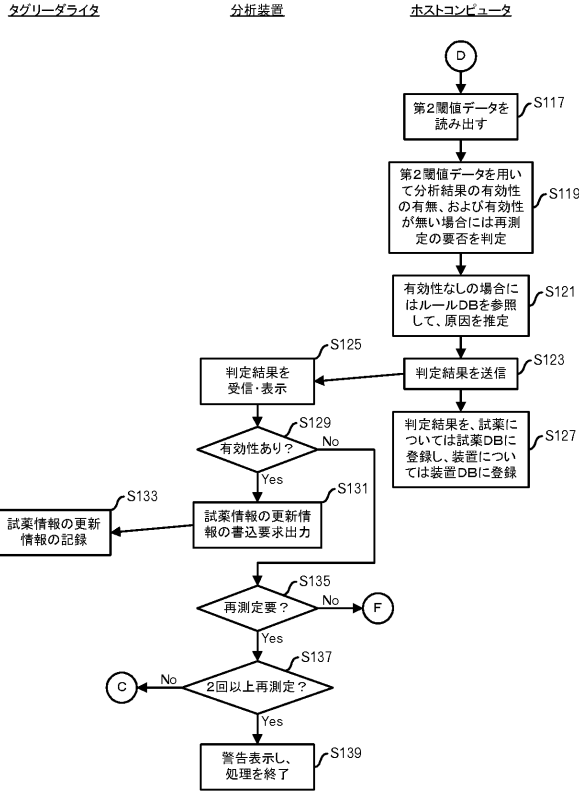 タグリーダライタ
分析装置
ホストコンピュータ
D
第2閾値データを
読み出す
S117
第2閾値データを用い
て分析結果の有効性
の有無、および有効性
が無い場合には再測
定の要否を判定
S119
有効性なしの場合に
はルールDBを参照
して、原因を推定
S121
判定結果を送信
S123
判定結果を
受信・表示
S125
判定結果を、試薬に
ついては試薬DBに
登録し、装置につい
ては装置DBに登録
S127
有効性あり?
S129
No
Yes
試薬情報の更新情
報の書込要求出力
S131
試薬情報の更新
情報の記録
S133
再測定要?
S135
No
F
Yes
2回以上再測定?
S137
No
C
Yes
警告表示し、
処理を終了
S139